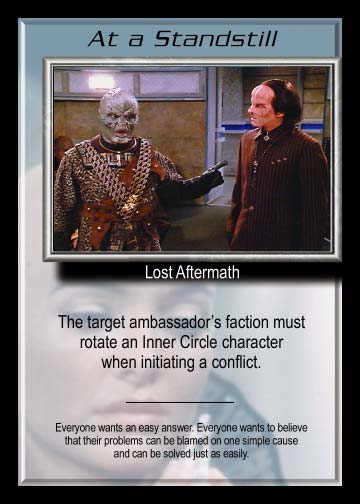 At a Standstill
Lost Aftermath
The target ambassador's faction must
rotate an Inner Circle character
when initiating a conflict.
Everyone wants an easy answer. Everyone wants to believe
that their problems can be blamed on one simple cause
and can be solved just as easily.